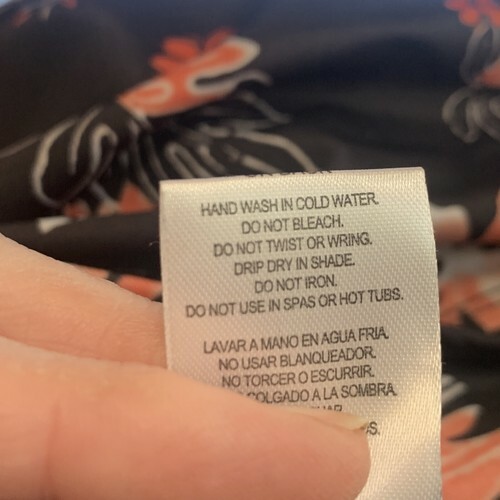 HAND WASH IN COLD WATER.
DO NOT BLEACH.
DO NOT TWIST OR WRING.
DRIP DRY IN SHADE.
DO NOT IRON.
DO NOT USE IN SPAS OR HOT TUBS.
LAVAR A MANO EN AGUA FRIA.
NO USAR BLANQUEADOR.
NO TORCER O ESCURRIR.
COLGADO A LA SOMBRA.